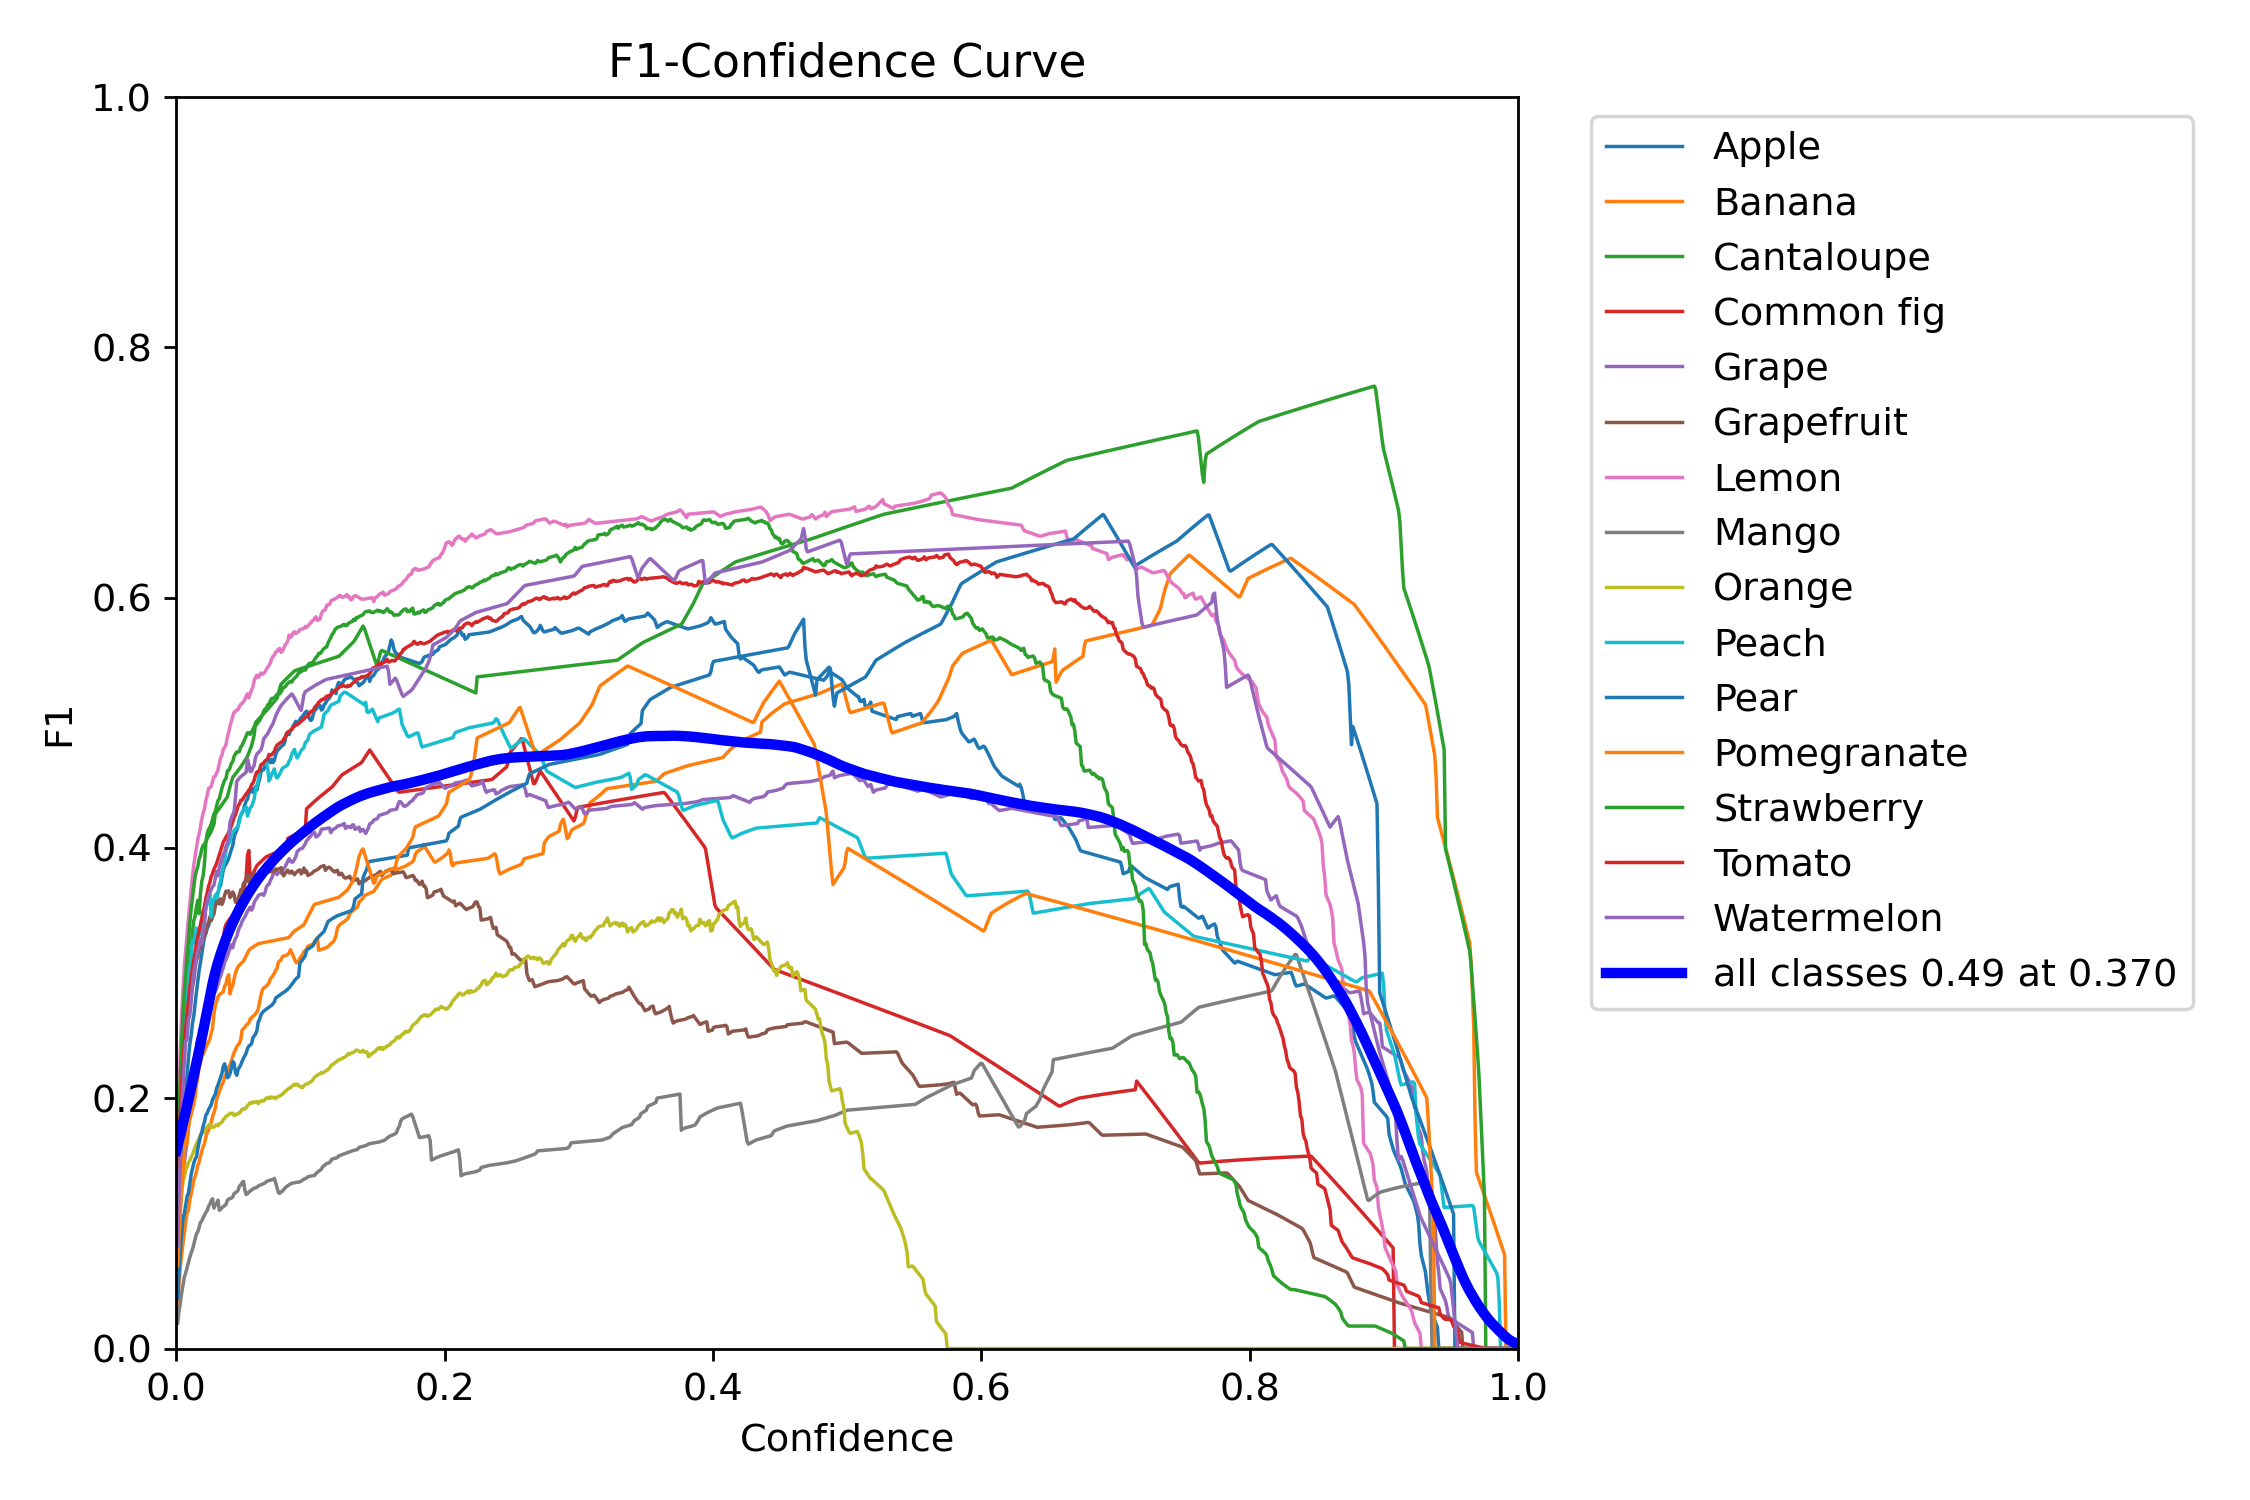 F1-Confidence Curve
1.0
0.8
0.6
0.4
0.2
0.0
F1
0.0 0.2 0.4 0.6 0.8 1.0
Confidence
Apple
Banana
Cantaloupe
Common fig
Grape
Grapefruit
Lemon
Mango
Orange
Peach
Pear
Pomegranate
Strawberry
Tomato
Watermelon
all classes 0.49 at 0.370